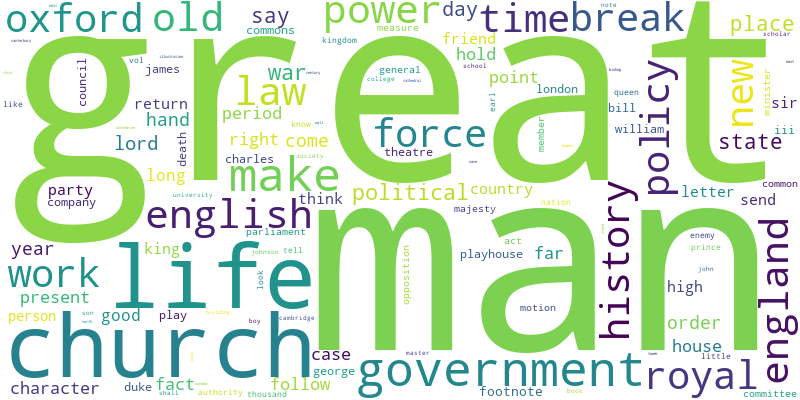 great
man
oxford
old
say
power
day
time
break
place
commons
measure
kingdom
friend
hold
scholar
canterbury
vol
council
james
war
general
school
college
cathedral
bishop
minister
like
return
law
point
london
queen
earl
bill
sir
new
policy
hand
period
right
know
come
force
member
william
iii
state
lord
death
charles
theatre
society
long
make
party
company
university
think
political
country
letter
common
send
english
majesty
nation
history
year
king
parliament
johnson
tell
act
far
enemy
prince
work
life
look
opposition
playhouse
john
high
england
present
person
son
good
play
building
boy
cambridge
motion
order
church
case
master
house
little
character
duke
fact
follow
george
government
royal
authority
thousand
shall
footnote
book
committee